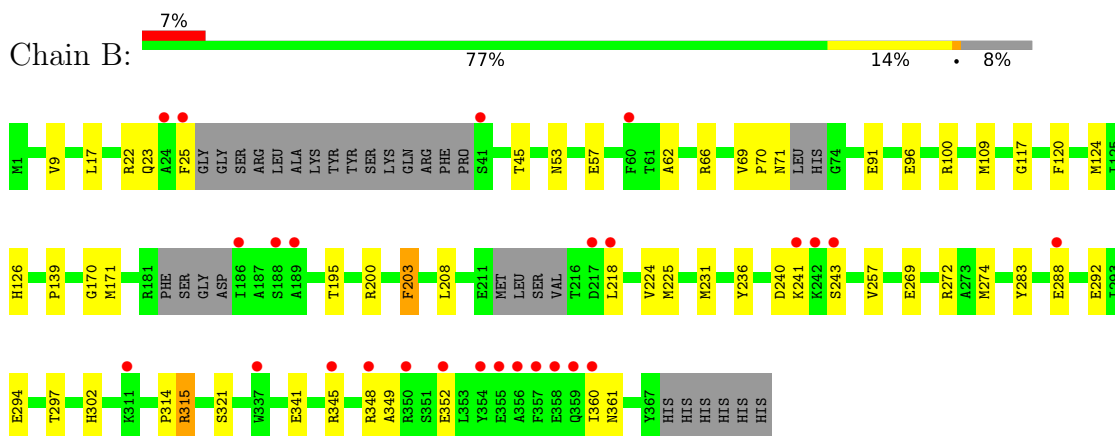 7%
Chain B:
77% 14% • 8%
M1 V9 L17 R22 Q23 A24 F25 GLY GLY SER ARG LEU ALA LYS TYR TYR SER LYS GLN ARG PHE PRO S41 T45 N53 E57 F60 T61 A62 R66 V69 P70 N71 LEU HIS G74 E91 E96 R100 M109 G117 F120 M124 I125
H126 P139 G170 M171 R181 PHE SER GLY ASP I186 A187 S188 A189 T195 R200 F203 L208 E211 MET LEU SER VAL T216 D217 L218 V224 M225 M231 Y236 D240 K241 K242 S243 V257 E269 R272 A273 M274 Y283 E288 E292 I293
E294 T297 H302 K311 P314 R315 S321 W337 E341 R345 R348 A349 R350 S351 E352 L353 Y354 E355 A356 F357 E358 Q359 I360 N361 Y367 HIS HIS HIS HIS HIS HIS